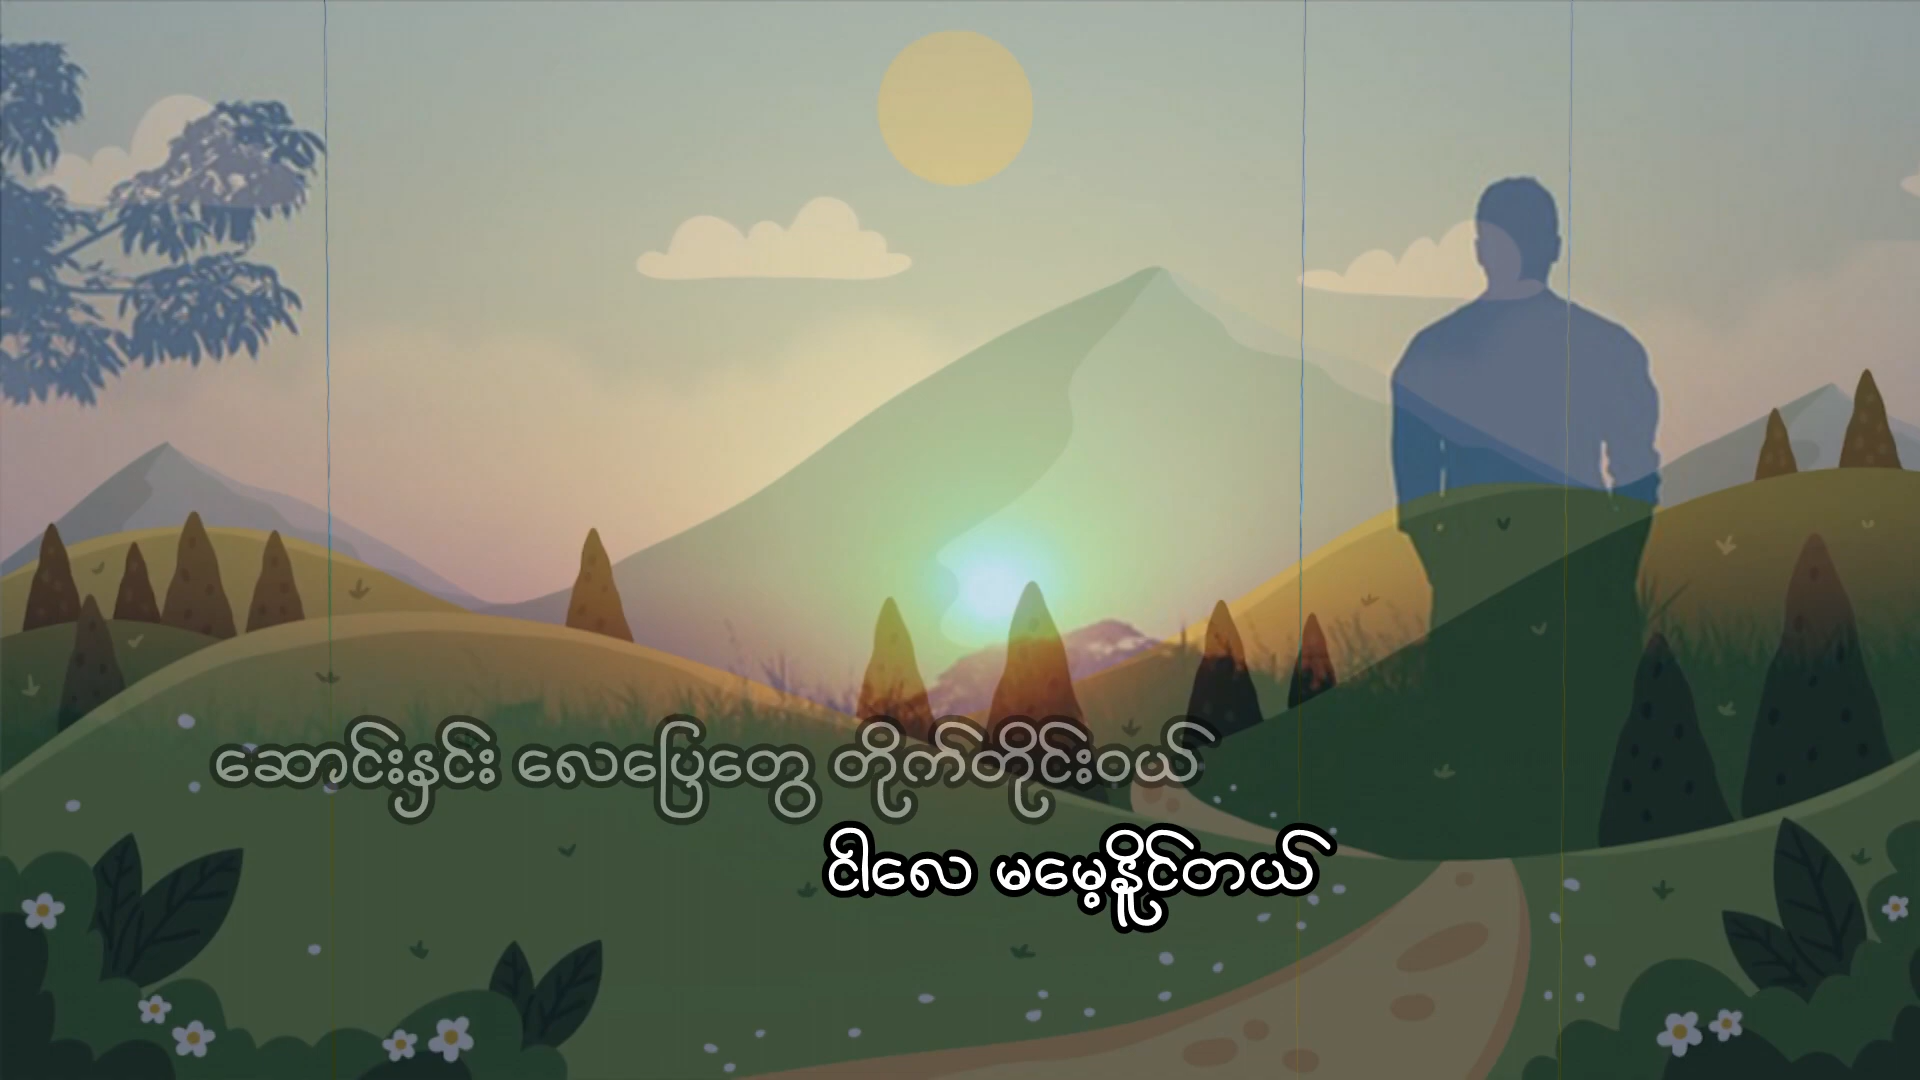 ဆောင်းနှင်း လေပြေတွေ တိုက်တိုင်းဝယ်
ငါလေ မမေ့နိူင်တယ်